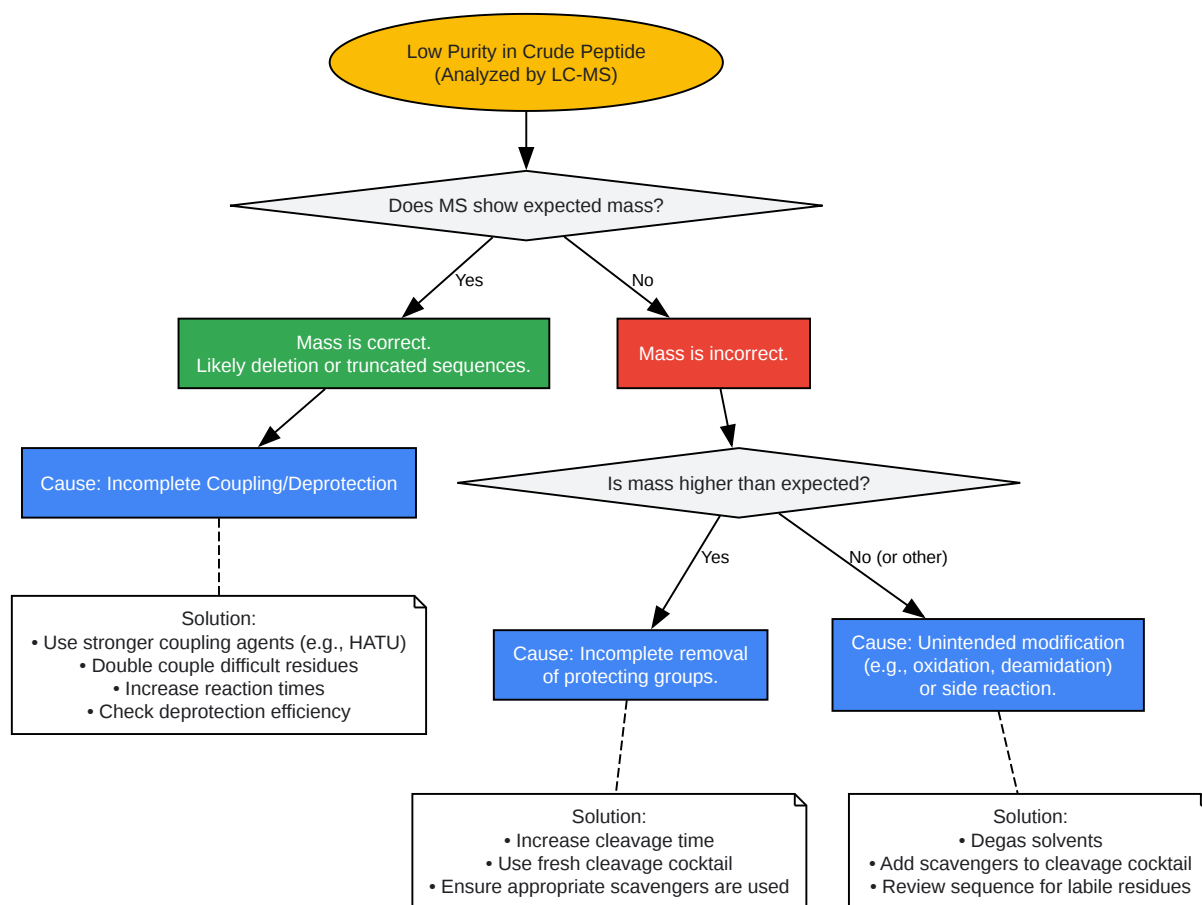 Low Purity in Crude Peptide
(Analyzed by LC-MS)
Does MS show expected mass?
Yes
No
Mass is correct.
Likely deletion or truncated sequences.
Mass is incorrect.
Cause: Incomplete Coupling/Deprotection
Is mass higher than expected?
Yes
No (or other)
Solution:
• Use stronger coupling agents (e.g., HATU)
• Double couple difficult residues
• Increase reaction times
• Check deprotection efficiency
Cause: Incomplete removal
of protecting groups.
Cause: Unintended modification
(e.g., oxidation, deamidation)
or side reaction.
Solution:
• Increase cleavage time
• Use fresh cleavage cocktail
• Ensure appropriate scavengers are used
Solution:
• Degas solvents
• Add scavengers to cleavage cocktail
• Review sequence for labile residues